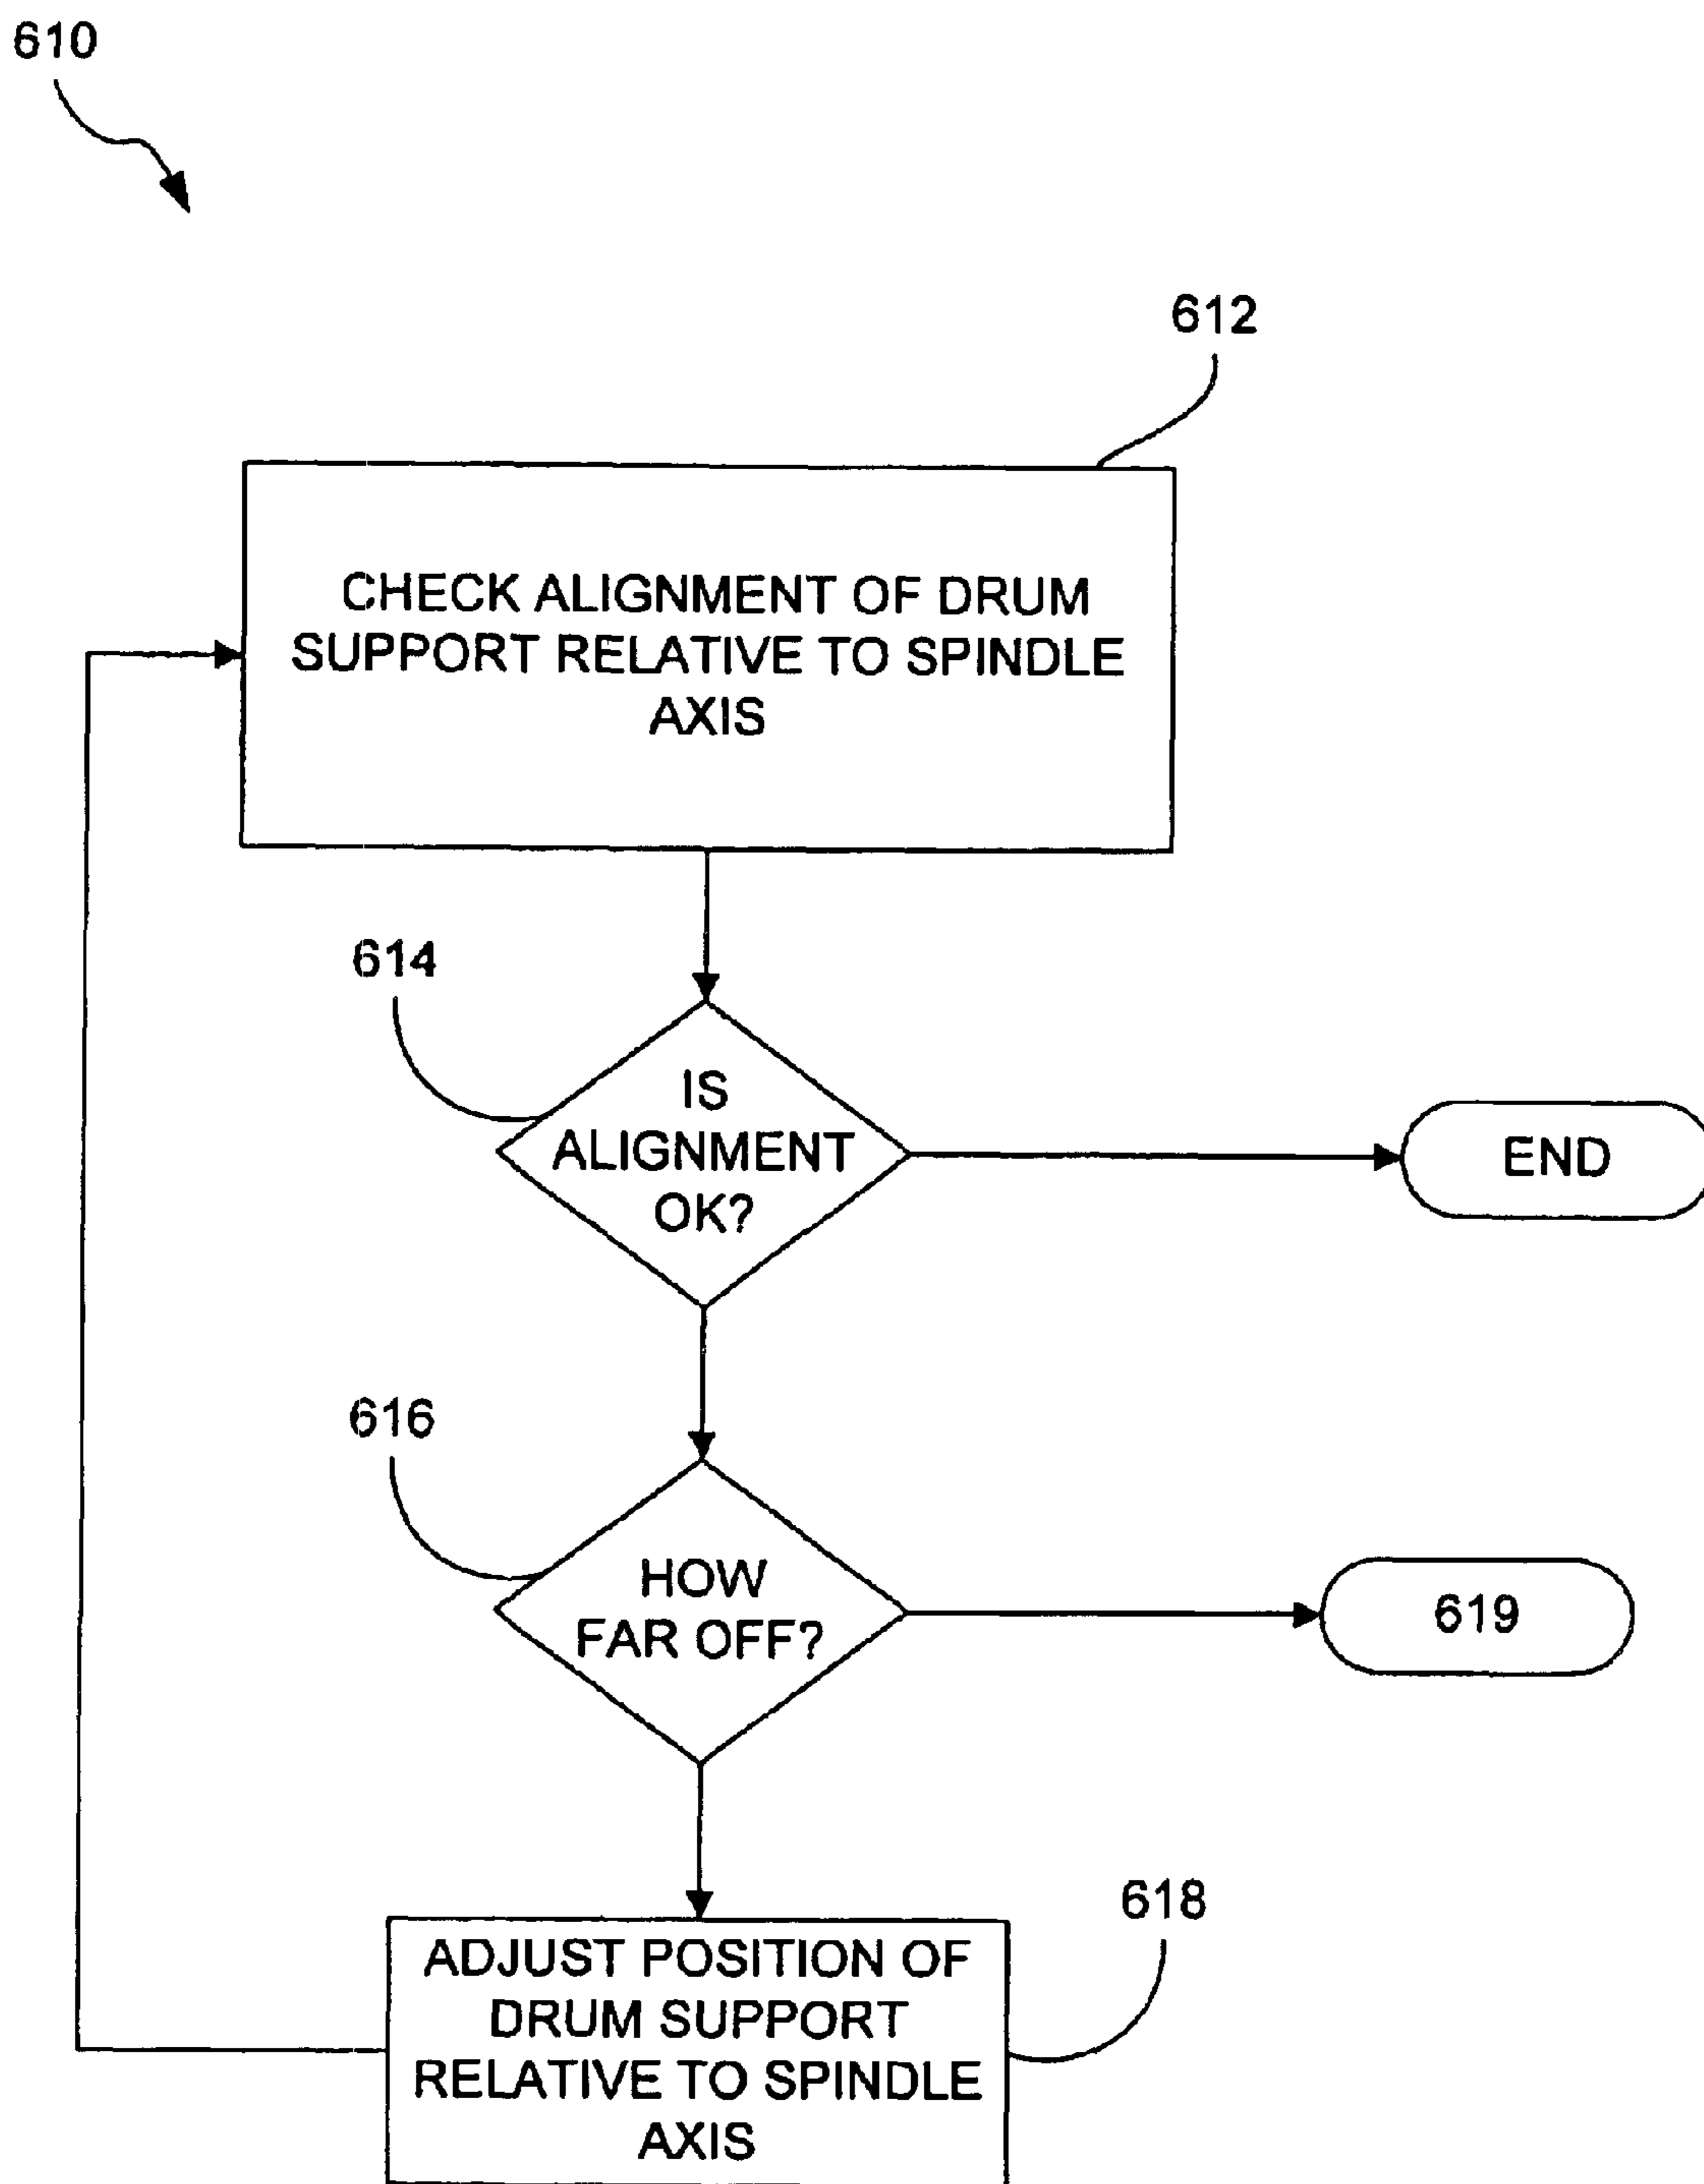 610
612
CHECK ALIGNMENT OF DRUM
SUPPORT RELATIVE TO SPINDLE
AXIS
614
IS
ALIGNMENT
OK?
END
616
HOW
FAR OFF?
619
618
ADJUST POSITION OF
DRUM SUPPORT
RELATIVE TO SPINDLE
AXIS